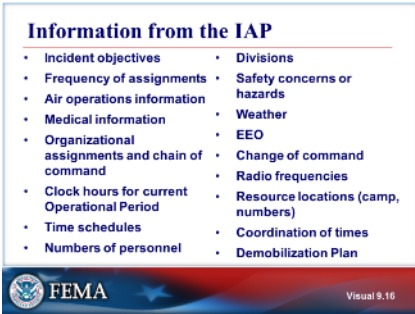 Information from the IAP
• Incident objectives
• Frequency of assignments
• Air operations information
• Medical information
• Organizational
assignments and chain of
command
• Clock hours for current
Operational Period
• Time schedules
• Numbers of personnel
• Divisions
• Safety concerns or
hazards
• Weather
• EEO
• Change of command
• Radio frequencies
• Resource locations (camp,
numbers)
• Coordination of times
• Demobilization Plan
FEMA
Visual 9.16